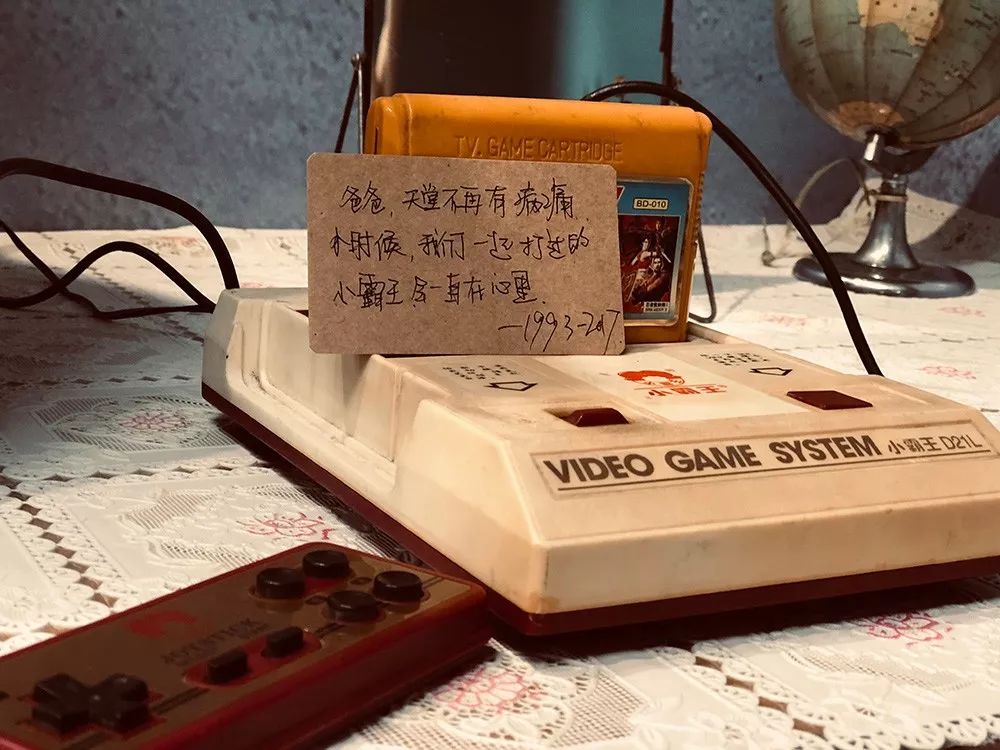 TV. GAME CARTRIDGE
BD-010
爸爸，天堂不再有病痛
小时候，我们一起打过的
小霸王会一直在心里.
—1993-2017
小霸王
VIDEO GAME SYSTEM 小霸王 D21L